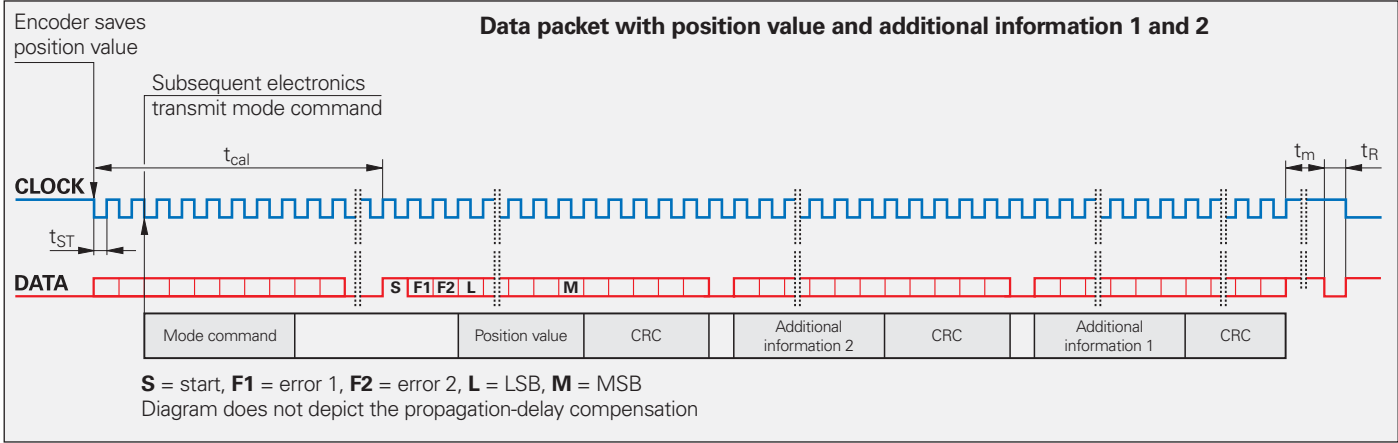 Encoder saves
position value
Data packet with position value and additional information 1 and 2
Subsequent electronics
transmit mode command
tcal
tm
tR
CLOCK
tST
DATA
S F1 F2 L M
Mode command
Position value
CRC
Additional
information 2
CRC
Additional
information 1
CRC
S = start, F1 = error 1, F2 = error 2, L = LSB, M = MSB
Diagram does not depict the propagation-delay compensation